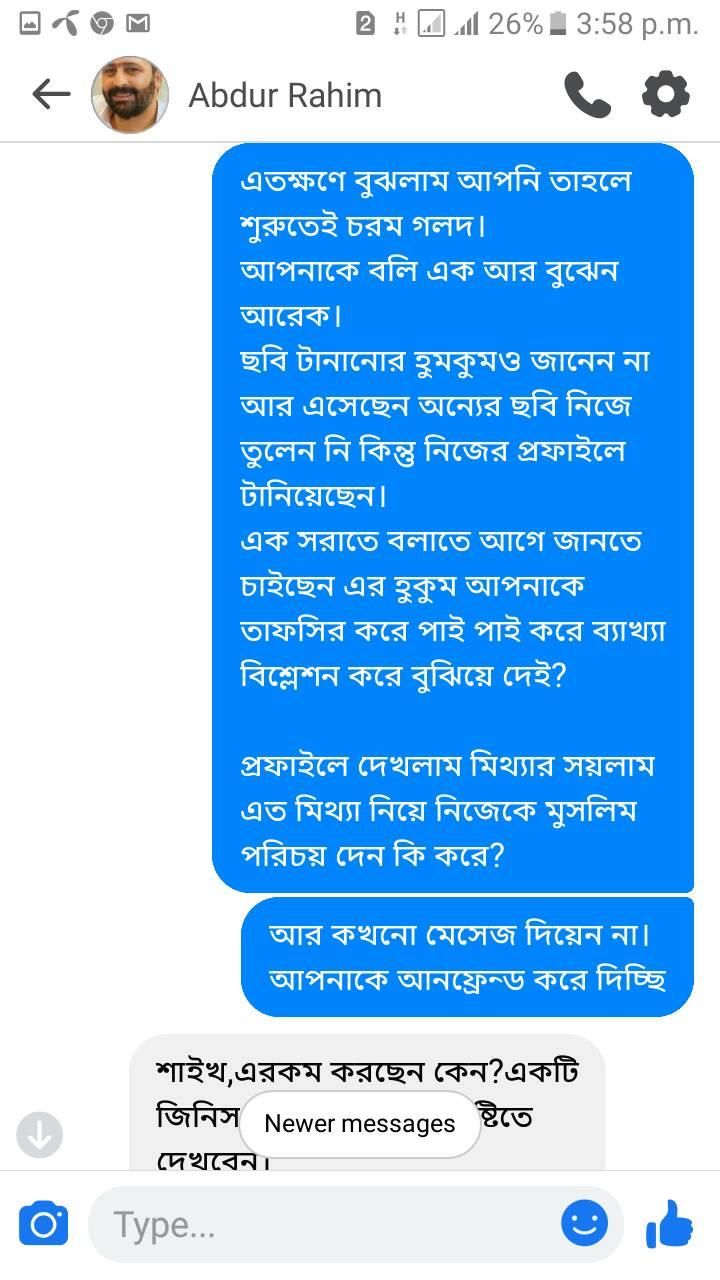 2 H 26% 3:58 p.m.
Abdur Rahim
এতক্ষণে বুঝলাম আপনি তাহলে
শুরুতেই চরম গলদ।
আপনাকে বলি এক আর বুঝেন
আরেক।
ছবি টানানোর হুমকুমও জানেন না
আর এসেছেন অন্যের ছবি নিজে
তুলেন নি কিন্তু নিজের প্রফাইলে
টানিয়েছেন।
এক সরাতে বলাতে আগে জানতে
চাইছেন এর হুকুম আপনাকে
তাফসির করে পাই পাই করে ব্যাখ্যা
বিশ্লেশন করে বুঝিয়ে দেই?
প্রফাইলে দেখলাম মিথ্যার সয়লাম
এত মিথ্যা নিয়ে নিজেকে মুসলিম
পরিচয় দেন কি করে?
আর কখনো মেসেজ দিয়েন না।
আপনাকে আনফ্রেন্ড করে দিচ্ছি
শাইখ,এরকম করছেন কেন?একটি
জিনিস ষ্টিতে
Newer messages
দেখবেন।
Type...